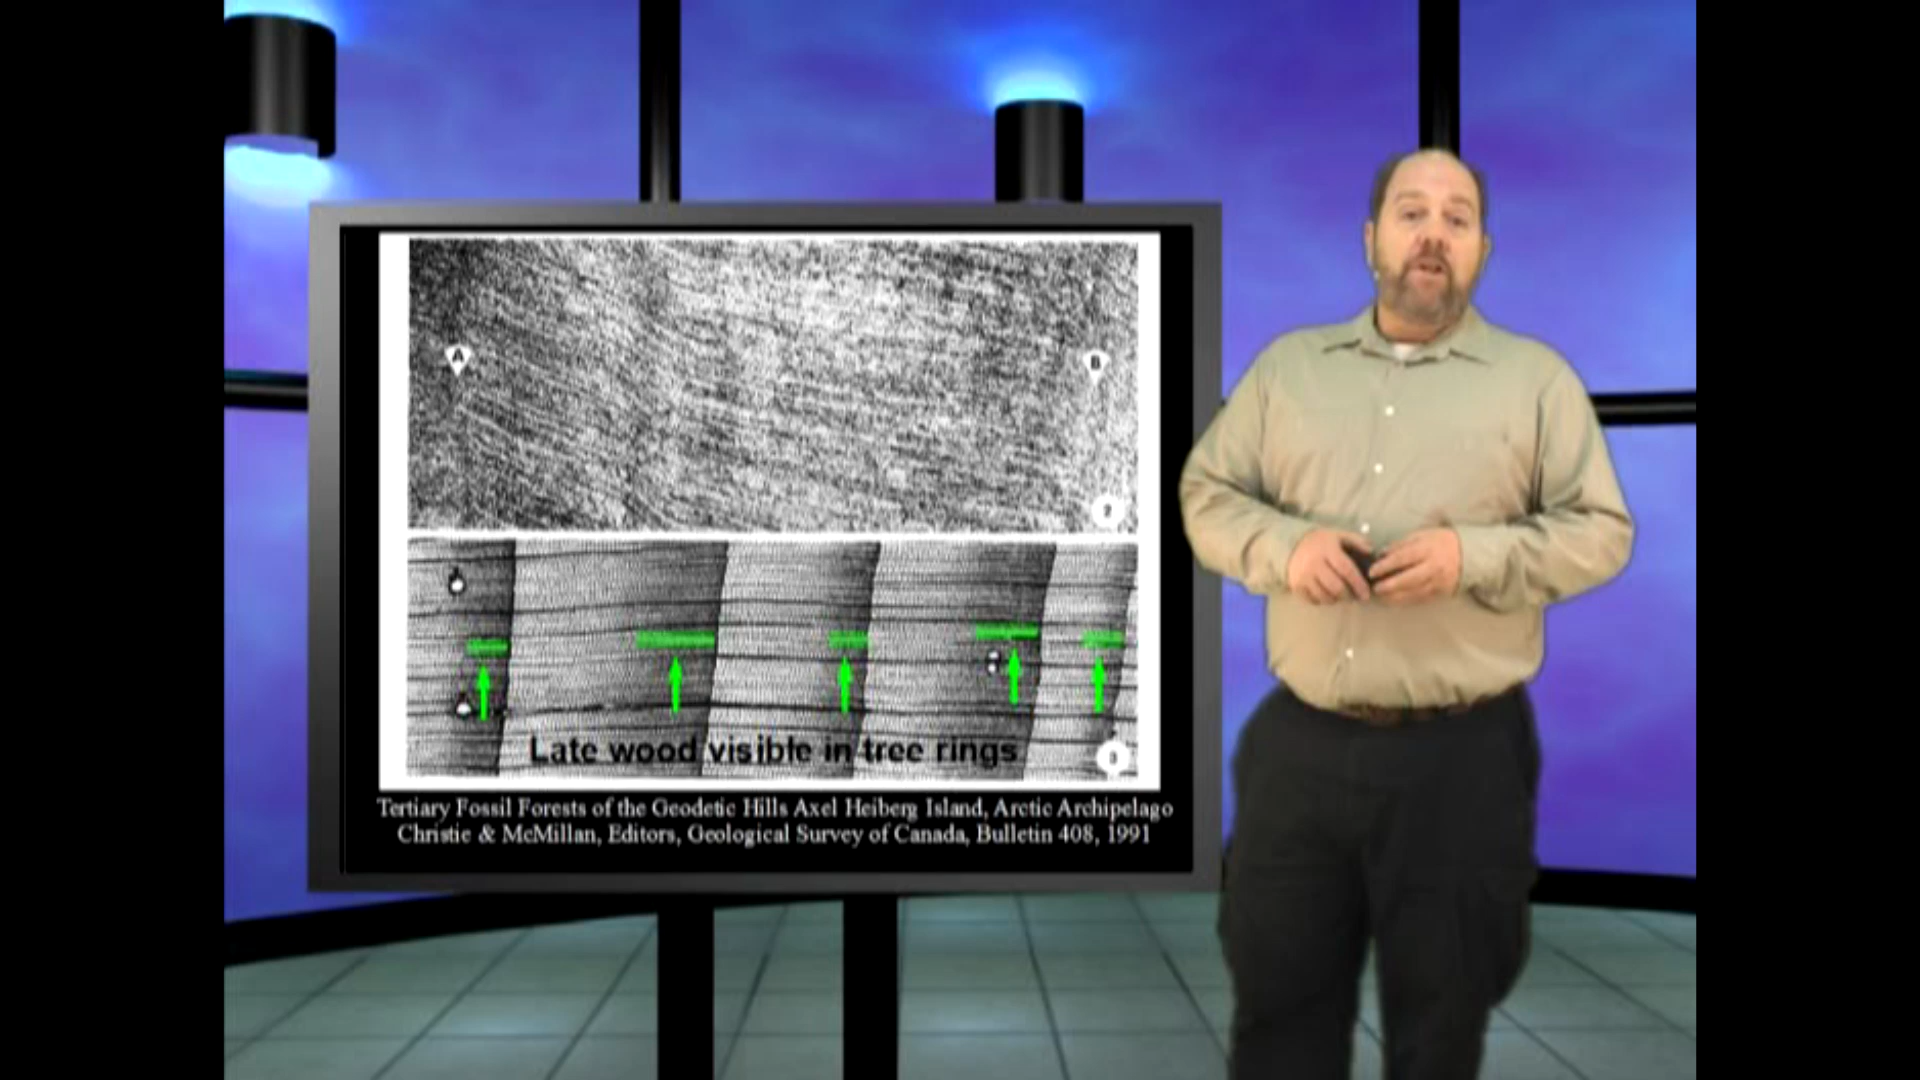 A
B
2
Late wood visible in tree rings
3
Tertiary Fossil Forests of the Geodetic Hills Axel Heiberg Island, Arctic Archipelago
Christie & McMillan, Editors, Geological Survey of Canada, Bulletin 408, 1991